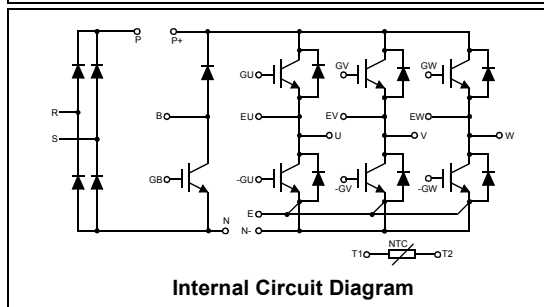 P P+
GU GV GW
R B EU EV EW
S U V W
GB -GU -GV -GW
E
N N-
NTC
T1 T2
Internal Circuit Diagram